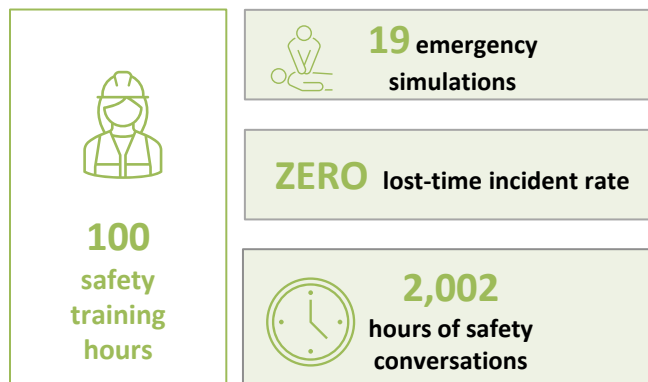 100
safety
training
hours
19 emergency
simulations
ZERO lost-time incident rate
2,002
hours of safety
conversations